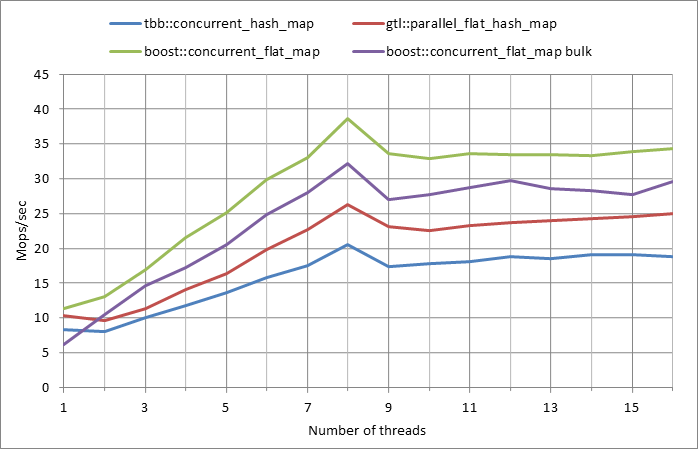 tbb::concurrent_hash_map gtl::parallel_flat_hash_map
boost::concurrent_flat_map boost::concurrent_flat_map bulk
45
40
35
30
25
20
15
10
5
0
Mops/sec
1 3 5 7 9 11 13 15
Number of threads